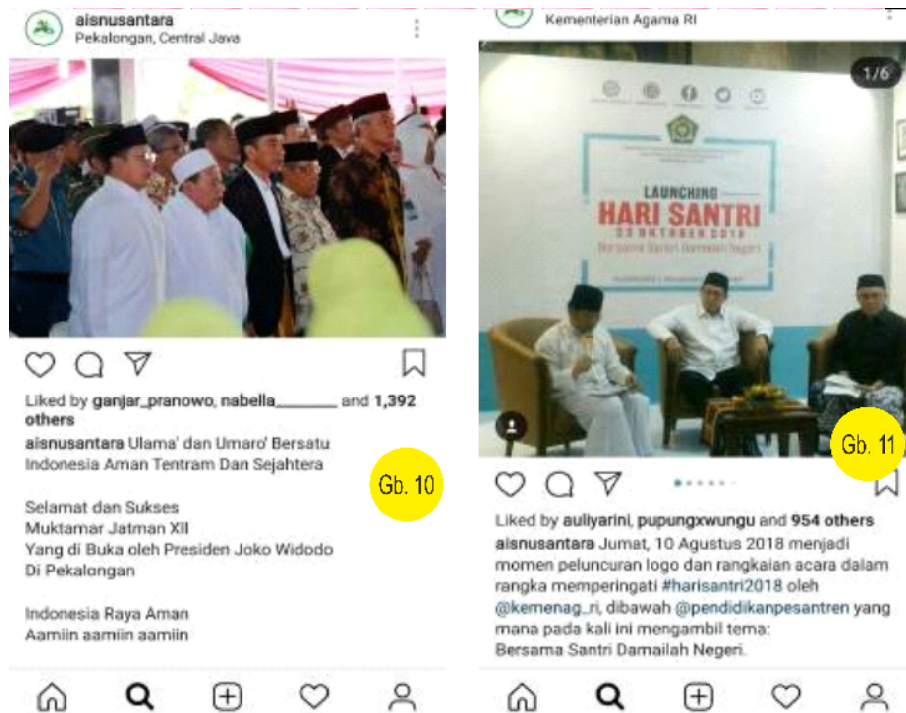 aisnusantara
Pekalongan, Central Java
Liked by ganjar_pranowo, nabella________ and 1,392
others
aisnusantara Ulama' dan Umaro' Bersatu
Indonesia Aman Tentram Dan Sejahtera
Selamat dan Sukses
Muktamar Jatman XII
Yang di Buka oleh Presiden Joko Widodo
Di Pekalongan
Indonesia Raya Aman
Aamiin aamiin aamiin
Gb. 10
Kementerian Agama RI
1/6
LAUNCHING
HARI SANTRI
22 OKTOBER 2018
Bersama Santri Damailah Negeri
Gb. 11
Liked by auliyarini, pupungxwungu and 954 others
aisnusantara Jumat, 10 Agustus 2018 menjadi
momen peluncuran logo dan rangkaian acara dalam
rangka memperingati #harisantri2018 oleh
@kemenag_ri, dibawah @pendidikanpesantren yang
mana pada kali ini mengambil tema:
Bersama Santri Damailah Negeri.